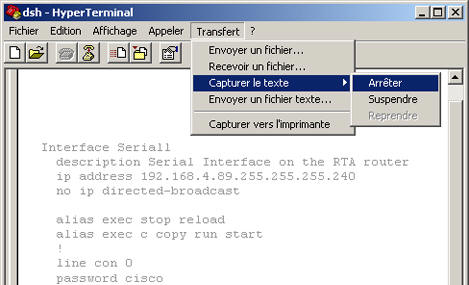 dsh - HyperTerminal
Fichier Edition Affichage Appeler Transfert ?
Envoyer un fichier...
Recevoir un fichier...
Capturer le texte
Arrêter
Envoyer un fichier texte...
Suspendre
Reprendre
Capturer vers l'imprimante
Interface Serial1
description Serial Interface on the RTA router
ip address 192.168.4.89.255.255.255.240
no ip directed-broadcast
alias exec stop reload
alias exec c copy run start
!
line con 0
password cisco